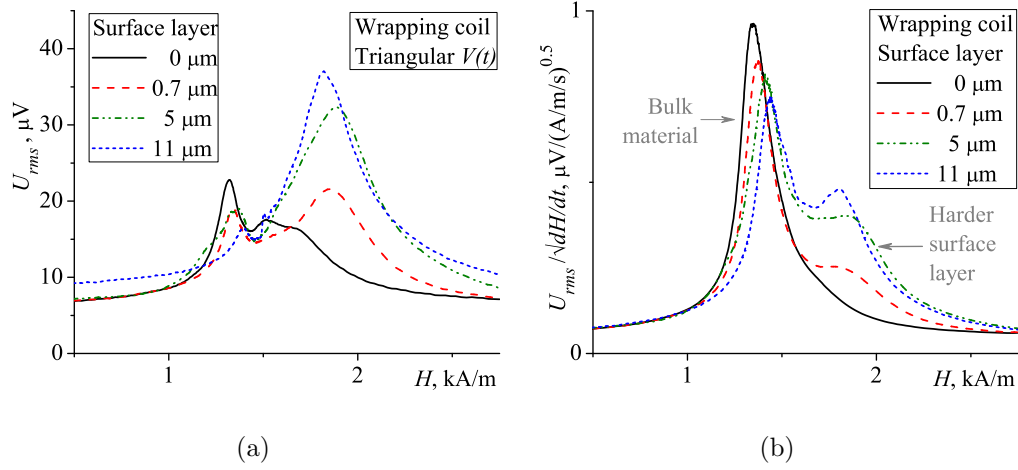 Surface layer
0 µm
0.7 µm
5 µm
11 µm
Wrapping coil
Triangular V(t)
45
40
30
20
10
0
U_rms, µV
1
2
H, kA/m
(a)
Wrapping coil
Surface layer
0 µm
0.7 µm
5 µm
11 µm
Bulk
material
Harder
surface
layer
1
0
U_rms/√dH/dt, µV/(A/m/s)^0.5
1
2
H, kA/m
(b)